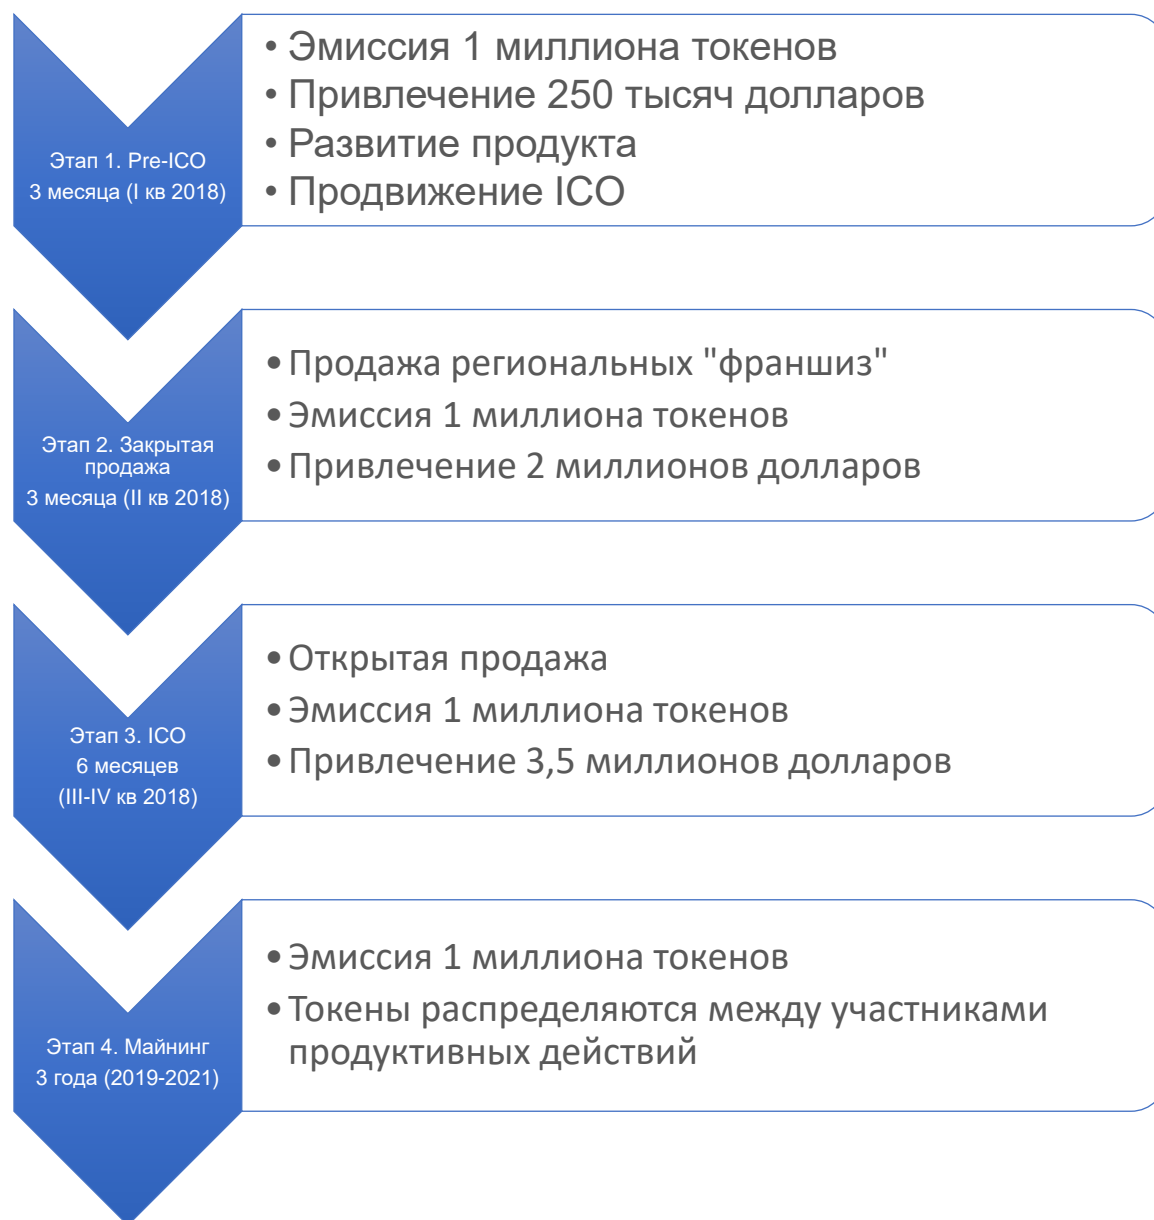 Этап 1. Pre-ICO
3 месяца (I кв 2018)
• Эмиссия 1 миллиона токенов
• Привлечение 250 тысяч долларов
• Развитие продукта
• Продвижение ICO
Этап 2. Закрытая
продажа
3 месяца (II кв 2018)
• Продажа региональных "франшиз"
• Эмиссия 1 миллиона токенов
• Привлечение 2 миллионов долларов
Этап 3. ICO
6 месяцев
(III-IV кв 2018)
• Открытая продажа
• Эмиссия 1 миллиона токенов
• Привлечение 3,5 миллионов долларов
Этап 4. Майнинг
3 года (2019-2021)
• Эмиссия 1 миллиона токенов
• Токены распределяются между участниками
продуктивных действий